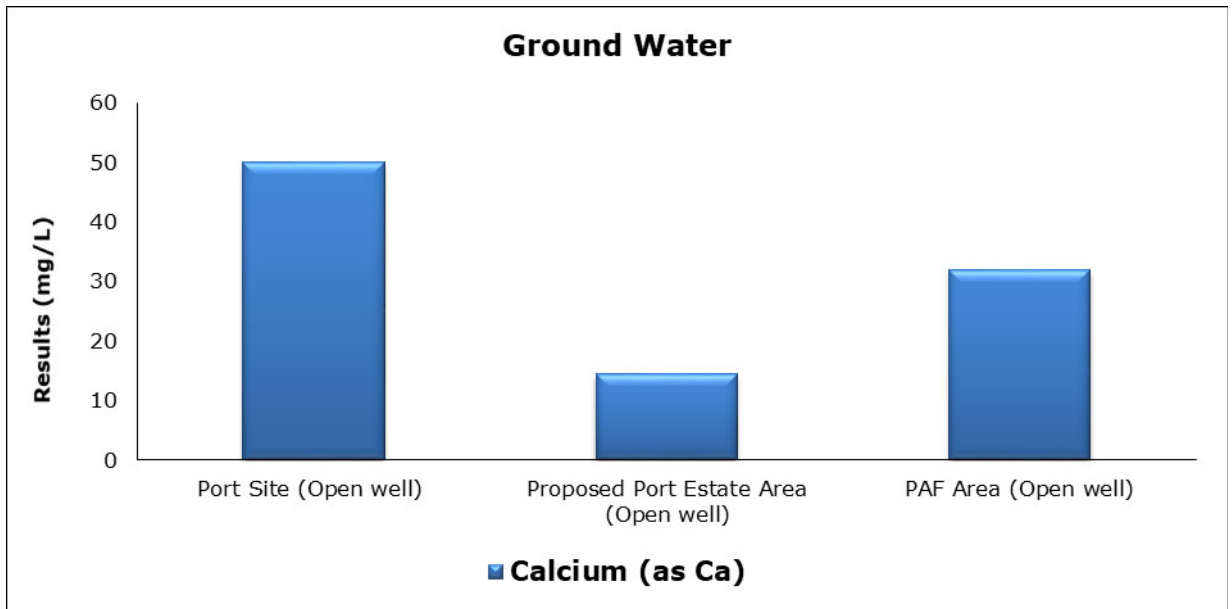 Ground Water
Results (mg/L)
60
50
40
30
20
10
0
Port Site (Open well)
Proposed Port Estate Area
(Open well)
PAF Area (Open well)
Calcium (as Ca)